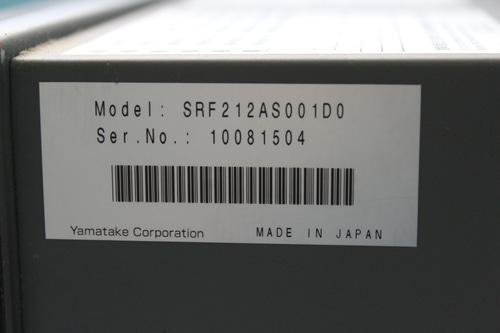 Model: SRF212AS001D0
Ser.No.: 10081504
Yamatake Corporation MADE IN JAPAN